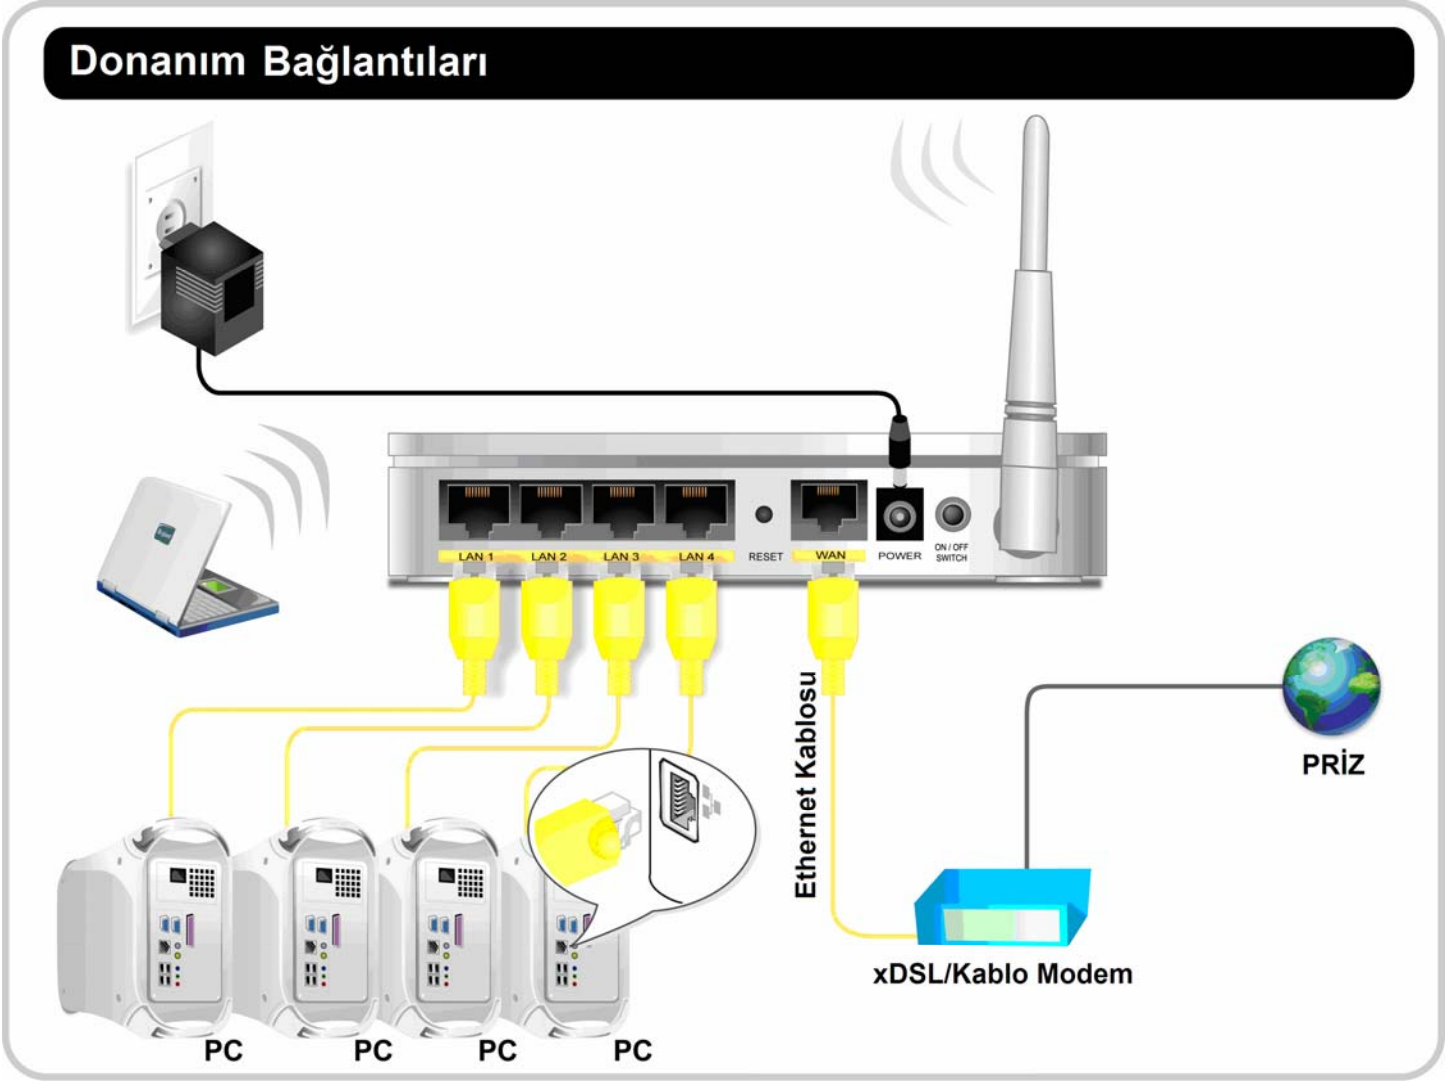 Donanım Bağlantıları
LAN 1
LAN 2
LAN 3
LAN 4
RESET
WAN
POWER
ON / OFF
SWITCH
Ethernet Kablosu
PRİZ
xDSL/Kablo Modem
PC
PC
PC
PC